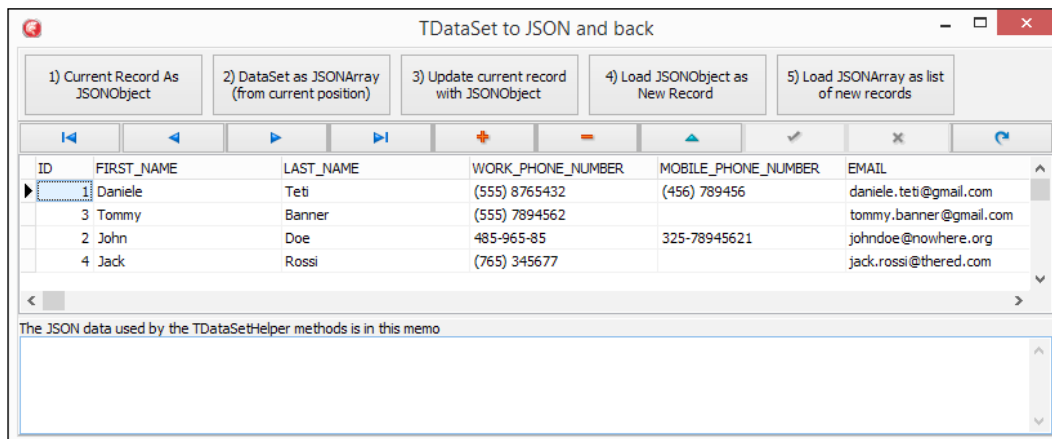 TDataSet to JSON and back
1) Current Record As
JSONObject
2) DataSet as JSONArray
(from current position)
3) Update current record
with JSONObject
4) Load JSONObject as
New Record
5) Load JSONArray as list
of new records
ID FIRST_NAME LAST_NAME WORK_PHONE_NUMBER MOBILE_PHONE_NUMBER EMAIL
1 Daniele Teti (555) 8765432 (456) 789456 daniele.teti@gmail.com
3 Tommy Banner (555) 7894562 tommy.banner@gmail.com
2 John Doe 485-965-85 325-78945621 johndoe@nowhere.org
4 Jack Rossi (765) 345677 jack.rossi@thered.com
The JSON data used by the TDataSetHelper methods is in this memo